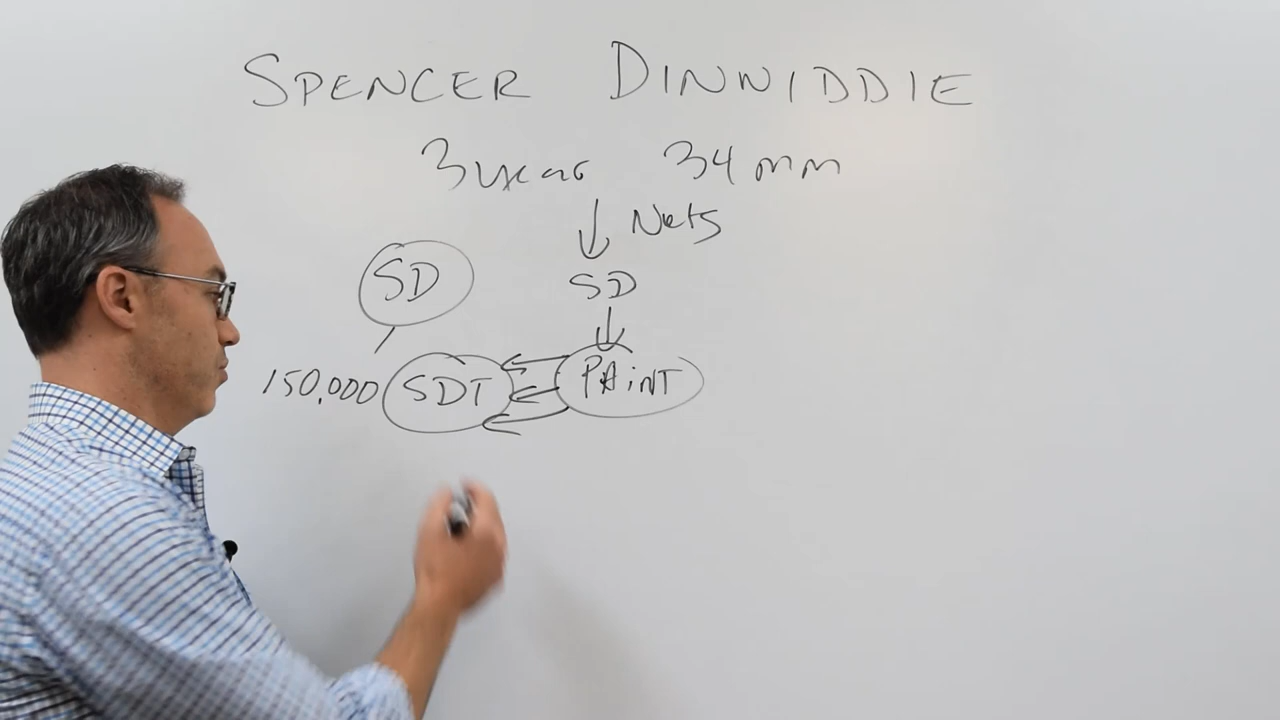 SPENCER DINWIDDIE
3 year 34 mm
Nets
SD SD
150,000 SDT PAiNT